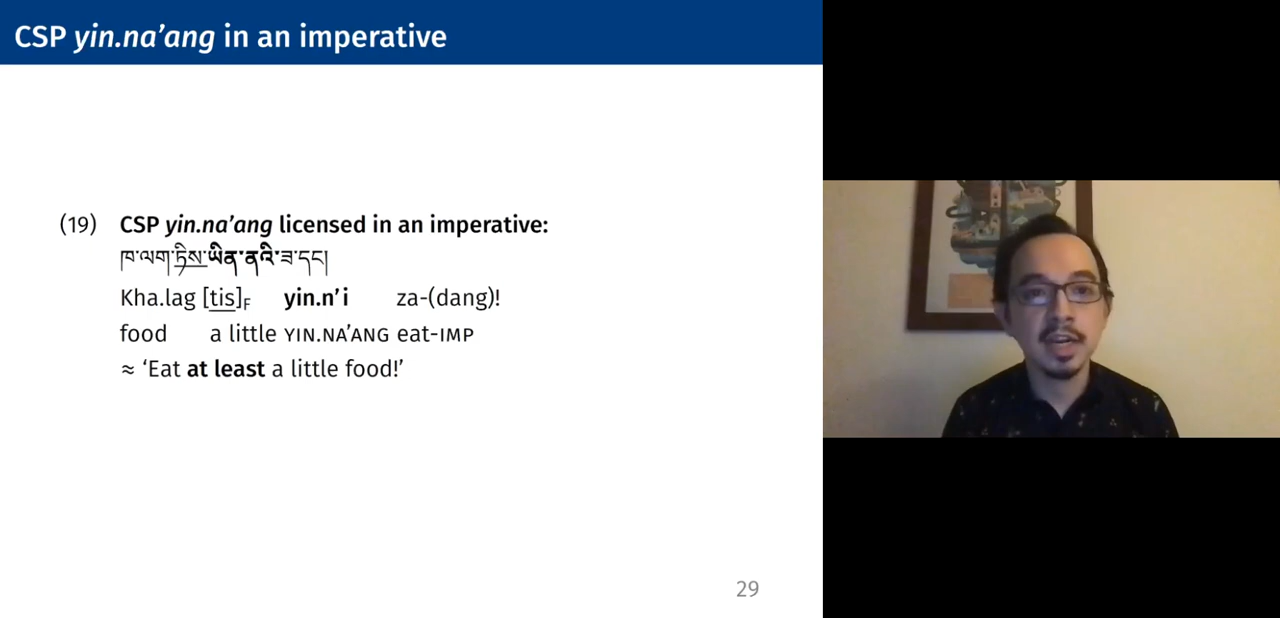 CSP yin.na’ang in an imperative
(19) CSP yin.na’ang licensed in an imperative:
ཁ་ལག་ཏིས་ཡིན་ནའི་ཟ་དང།
Kha.lag [tis]F yin.n’i za-(dang)!
food a little YIN.NA’ANG eat-IMP
≈ ‘Eat at least a little food!’
29